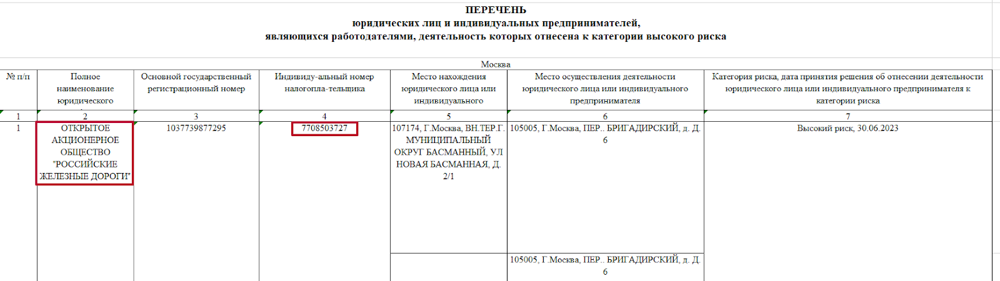 ПЕРЕЧЕНЬ
юридических лиц и индивидуальных предпринимателей,
являющихся работодателями, деятельность которых отнесена к категории высокого риска
Москва
№ п/п
Полное
наименование
юридического
Основной государственный
регистрационный номер
Индивиду-альный номер
налогопла-тельщика
Место нахождения
юридического лица или
индивидуального
Место осуществления деятельности
юридического лица или индивидуального
предпринимателя
Категория риска, дата принятия решения об отнесении деятельности
юридического лица или индивидуального предпринимателя к
категории риска
1
2
3
4
5
6
7
1
ОТКРЫТОЕ
АКЦИОНЕРНОЕ
ОБЩЕСТВО
"РОССИЙСКИЕ
ЖЕЛЕЗНЫЕ ДОРОГИ"
1037739877295
7708503727
107174, Г.Москва, ВН.ТЕР.Г.
МУНИЦИПАЛЬНЫЙ
ОКРУГ БАСМАННЫЙ, УЛ
НОВАЯ БАСМАННАЯ, Д.
2/1
105005, Г.Москва, ПЕР.. БРИГАДИРСКИЙ, д. Д.
6
Высокий риск, 30.06.2023
105005, Г.Москва, ПЕР.. БРИГАДИРСКИЙ, д. Д.
6